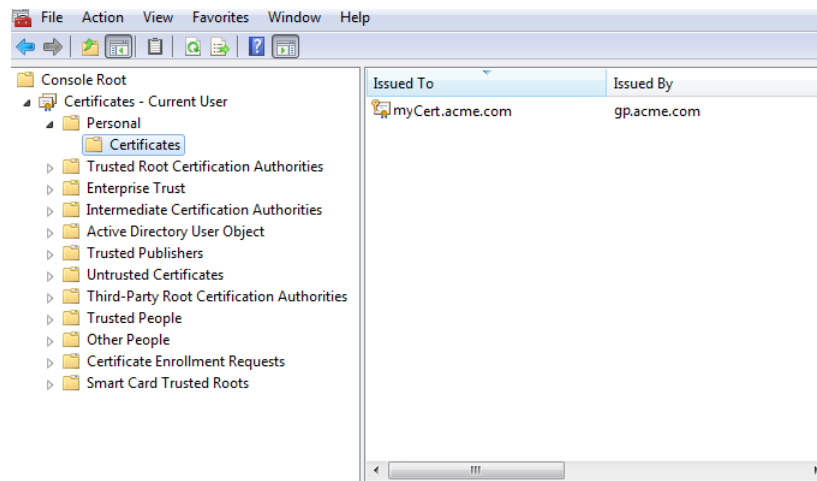 File Action View Favorites Window Help
Console Root
Certificates - Current User
Personal
Certificates
Trusted Root Certification Authorities
Enterprise Trust
Intermediate Certification Authorities
Active Directory User Object
Trusted Publishers
Untrusted Certificates
Third-Party Root Certification Authorities
Trusted People
Other People
Certificate Enrollment Requests
Smart Card Trusted Roots
Issued To Issued By
myCert.acme.com gp.acme.com